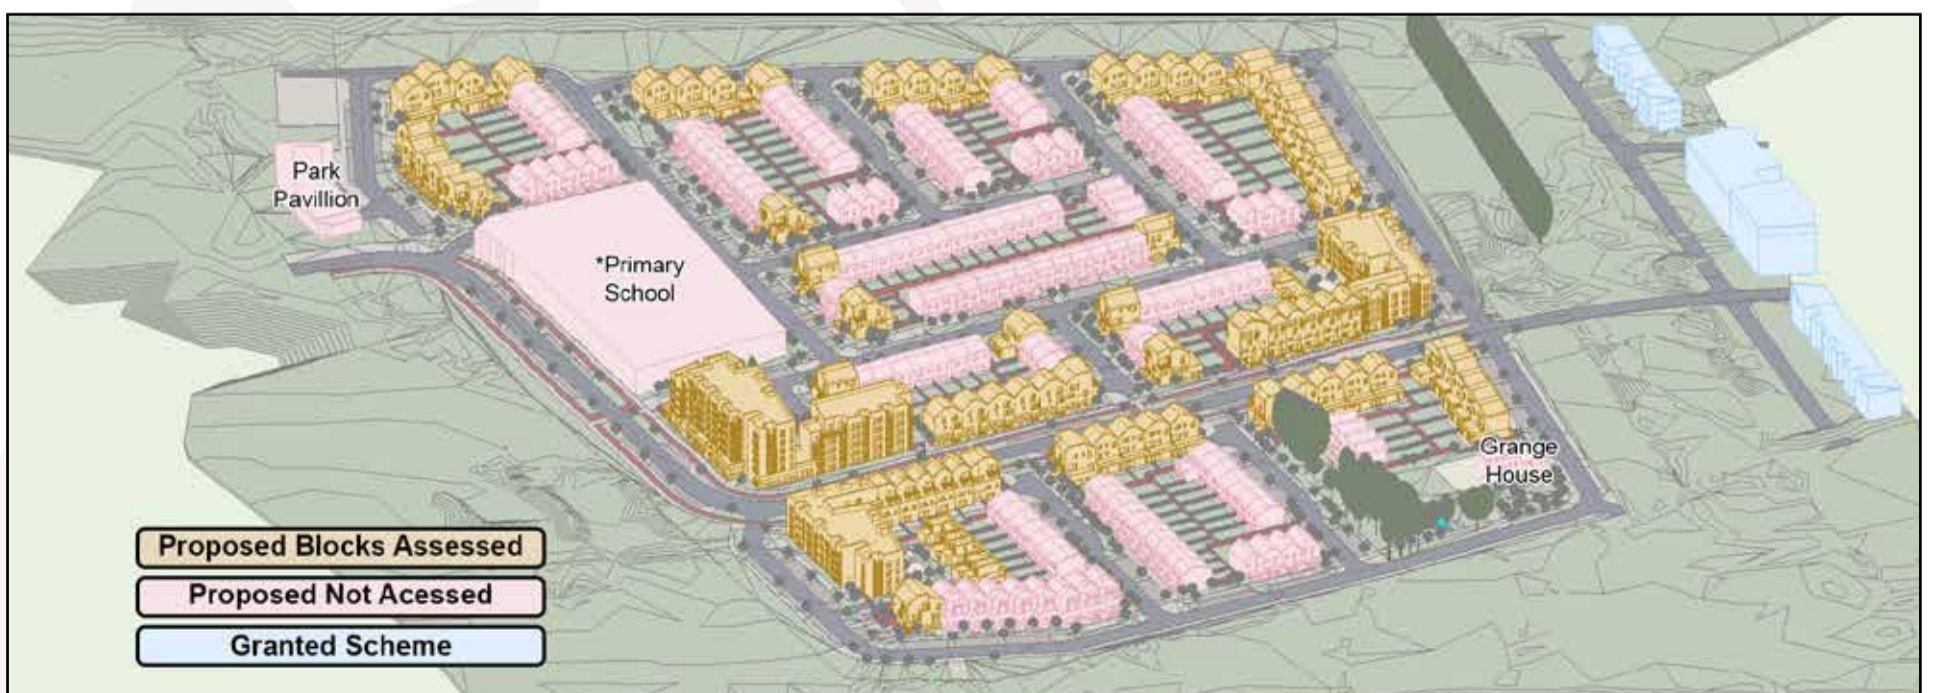 Park
Pavillion
*Primary
School
Grange
House
Proposed Blocks Assessed
Proposed Not Acessed
Granted Scheme